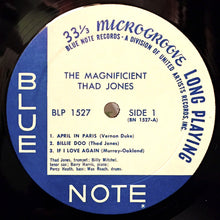 33⅓ MICROGROOVE LONG PLAYING
BLUE NOTE RECORDS - A DIVISION OF UNITED ARTISTS RECORDS, INC.
THE MAGNIFICIENT
THAD JONES
BLP 1527 SIDE 1
(BN 1527-A)
1. APRIL IN PARIS (Vernon Duke)
2. BILLIE DOO (Thad Jones)
3. IF I LOVE AGAIN (Murray-Oakland)
Thad Jones, trumpet; Billy Mitchel,
tenor sax; Barry Harris, piano;
Percy Heath, bass; Max Roach, drums.
BLUE
NOTE